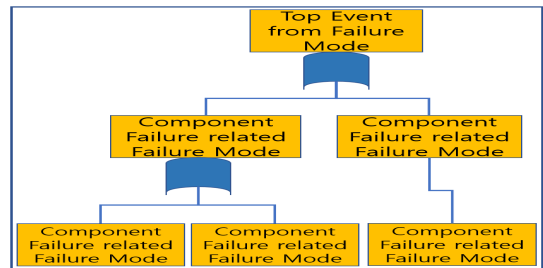 Top Event
from Failure
Mode
Component
Failure related
Failure Mode
Component
Failure related
Failure Mode
Component
Failure related
Failure Mode
Component
Failure related
Failure Mode
Component
Failure related
Failure Mode